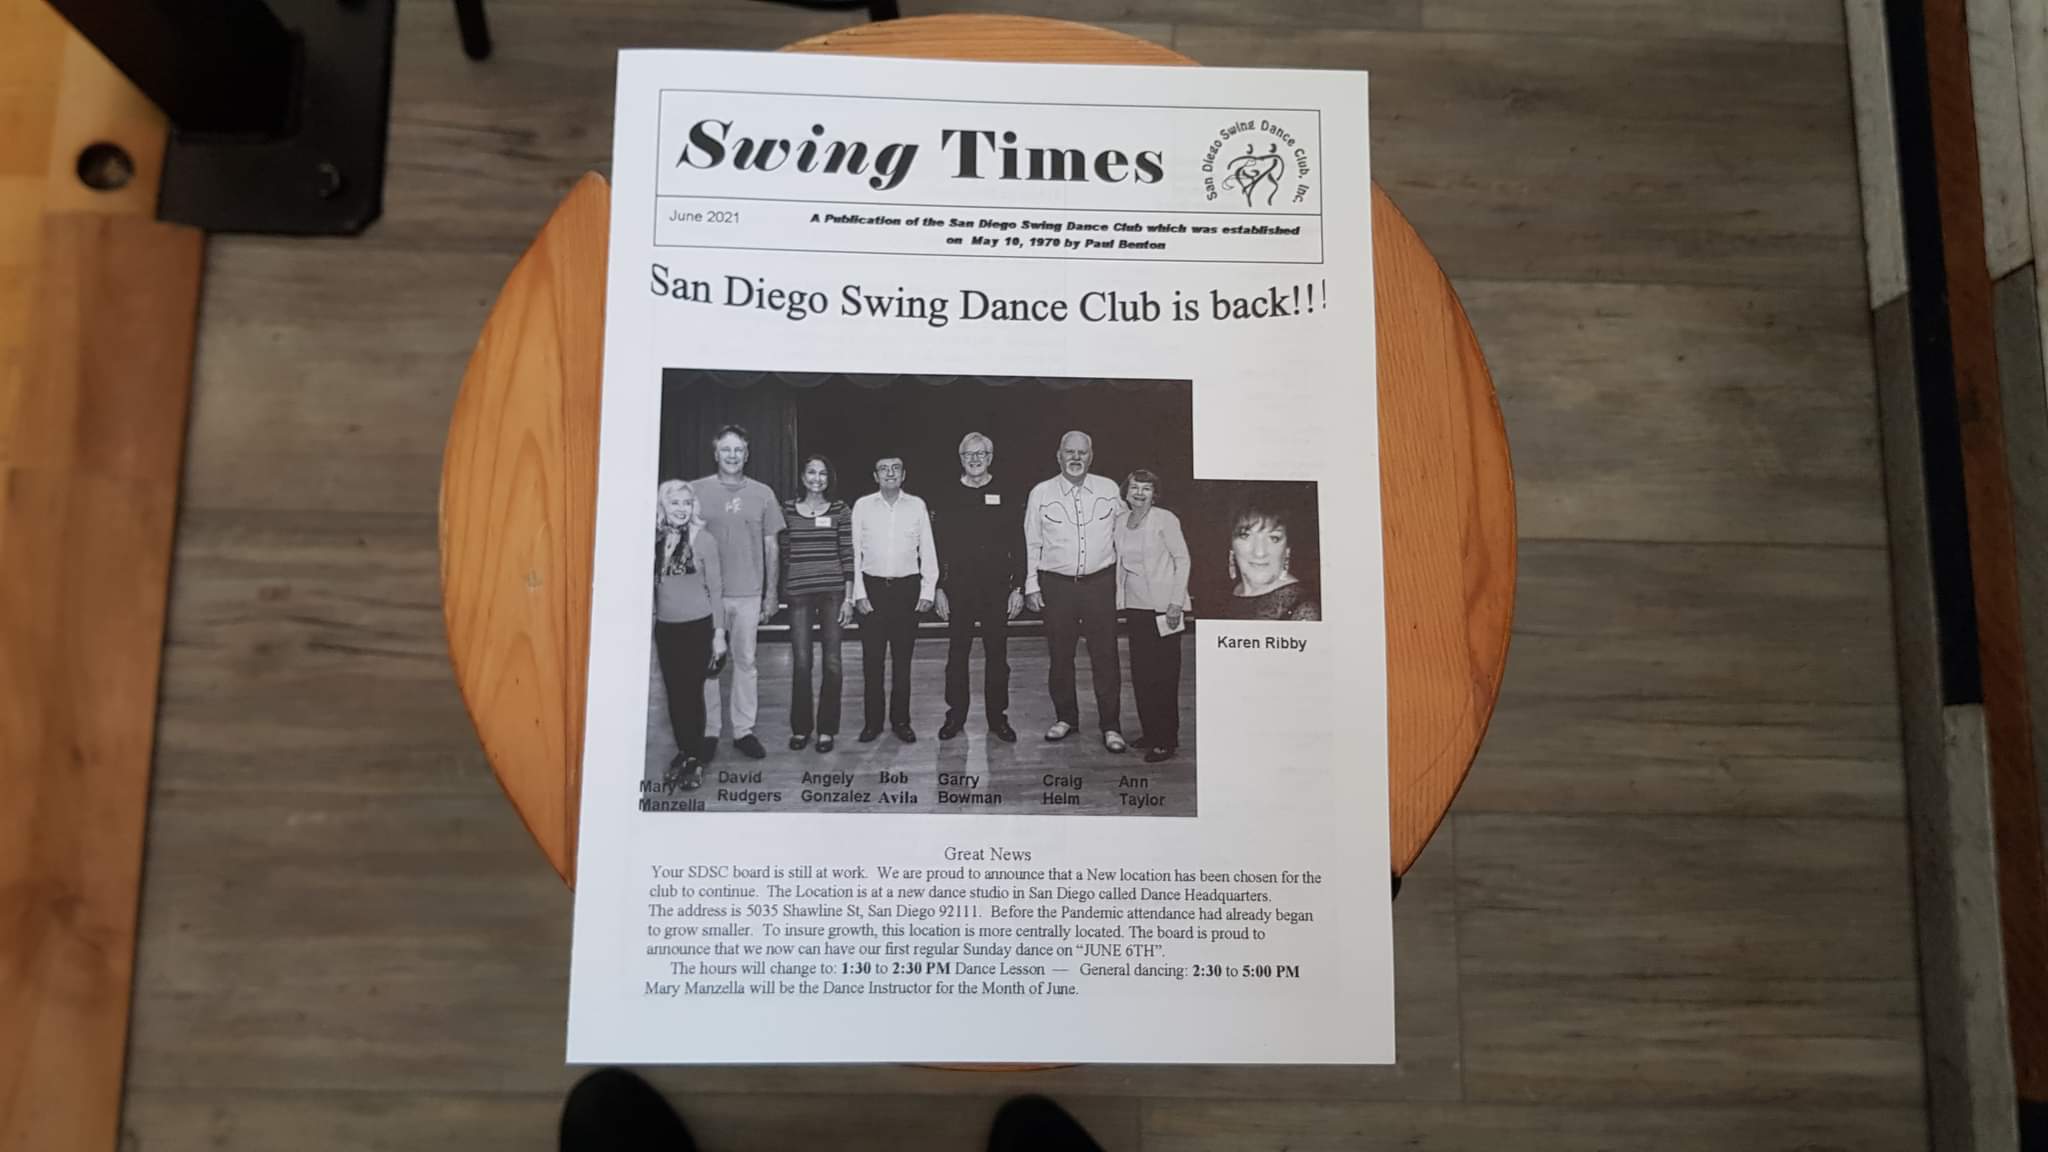 Swing Times
San Diego Swing Dance Club, Inc.
June 2021
A Publication of the San Diego Swing Dance Club which was established
on May 10, 1970 by Paul Benton
San Diego Swing Dance Club is back!!!
Karen Ribby
Mary
Manzella
David
Rudgers
Angely
Gonzalez
Bob
Avila
Garry
Bowman
Craig
Helm
Ann
Taylor
Great News
Your SDSC board is still at work. We are proud to announce that a New location has been chosen for the
club to continue. The Location is at a new dance studio in San Diego called Dance Headquarters.
The address is 5035 Shawline St, San Diego 92111. Before the Pandemic attendance had already began
to grow smaller. To insure growth, this location is more centrally located. The board is proud to
announce that we now can have our first regular Sunday dance on “JUNE 6TH”.
The hours will change to: 1:30 to 2:30 PM Dance Lesson — General dancing: 2:30 to 5:00 PM
Mary Manzella will be the Dance Instructor for the Month of June.